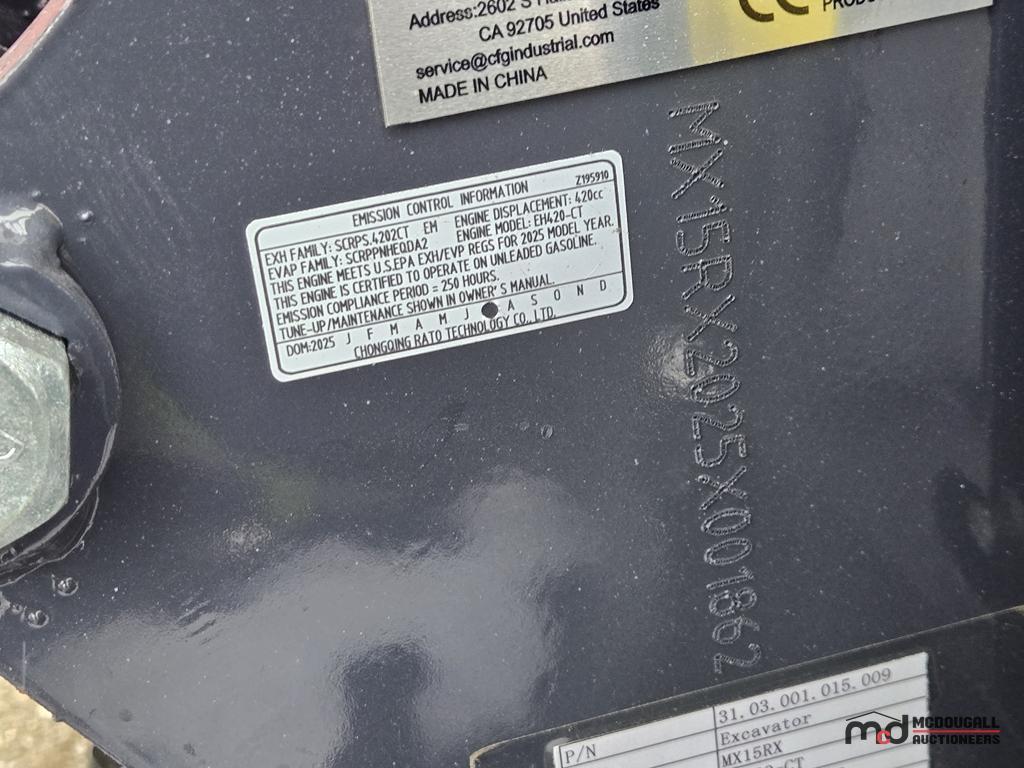 Address:2602 S
CA 92705 United States
service@cfgindustrial.com
MADE IN CHINA
CE
EMISSION CONTROL INFORMATION Z195910
EXH FAMILY: SCRPS.4202CT EM ENGINE DISPLACEMENT: 420cc
EVAP FAMILY: SCRPPNHEQDA2 ENGINE MODEL: EH420-CT
THIS ENGINE MEETS U.S.EPA EXH/EVP REGS FOR 2025 MODEL YEAR.
THIS ENGINE IS CERTIFIED TO OPERATE ON UNLEADED GASOLINE.
EMISSION COMPLIANCE PERIOD = 250 HOURS.
TUNE-UP/MAINTENANCE SHOWN IN OWNER'S MANUAL.
DOM:2025 J F M A M J A S O N D
CHONGQING RATO TECHNOLOGY CO., LTD.
MX15RX2025X001862
P/N 31.03.001.015.009
Excavator
MX15RX
-CT
mcd MCDOUGALL
AUCTIONEERS